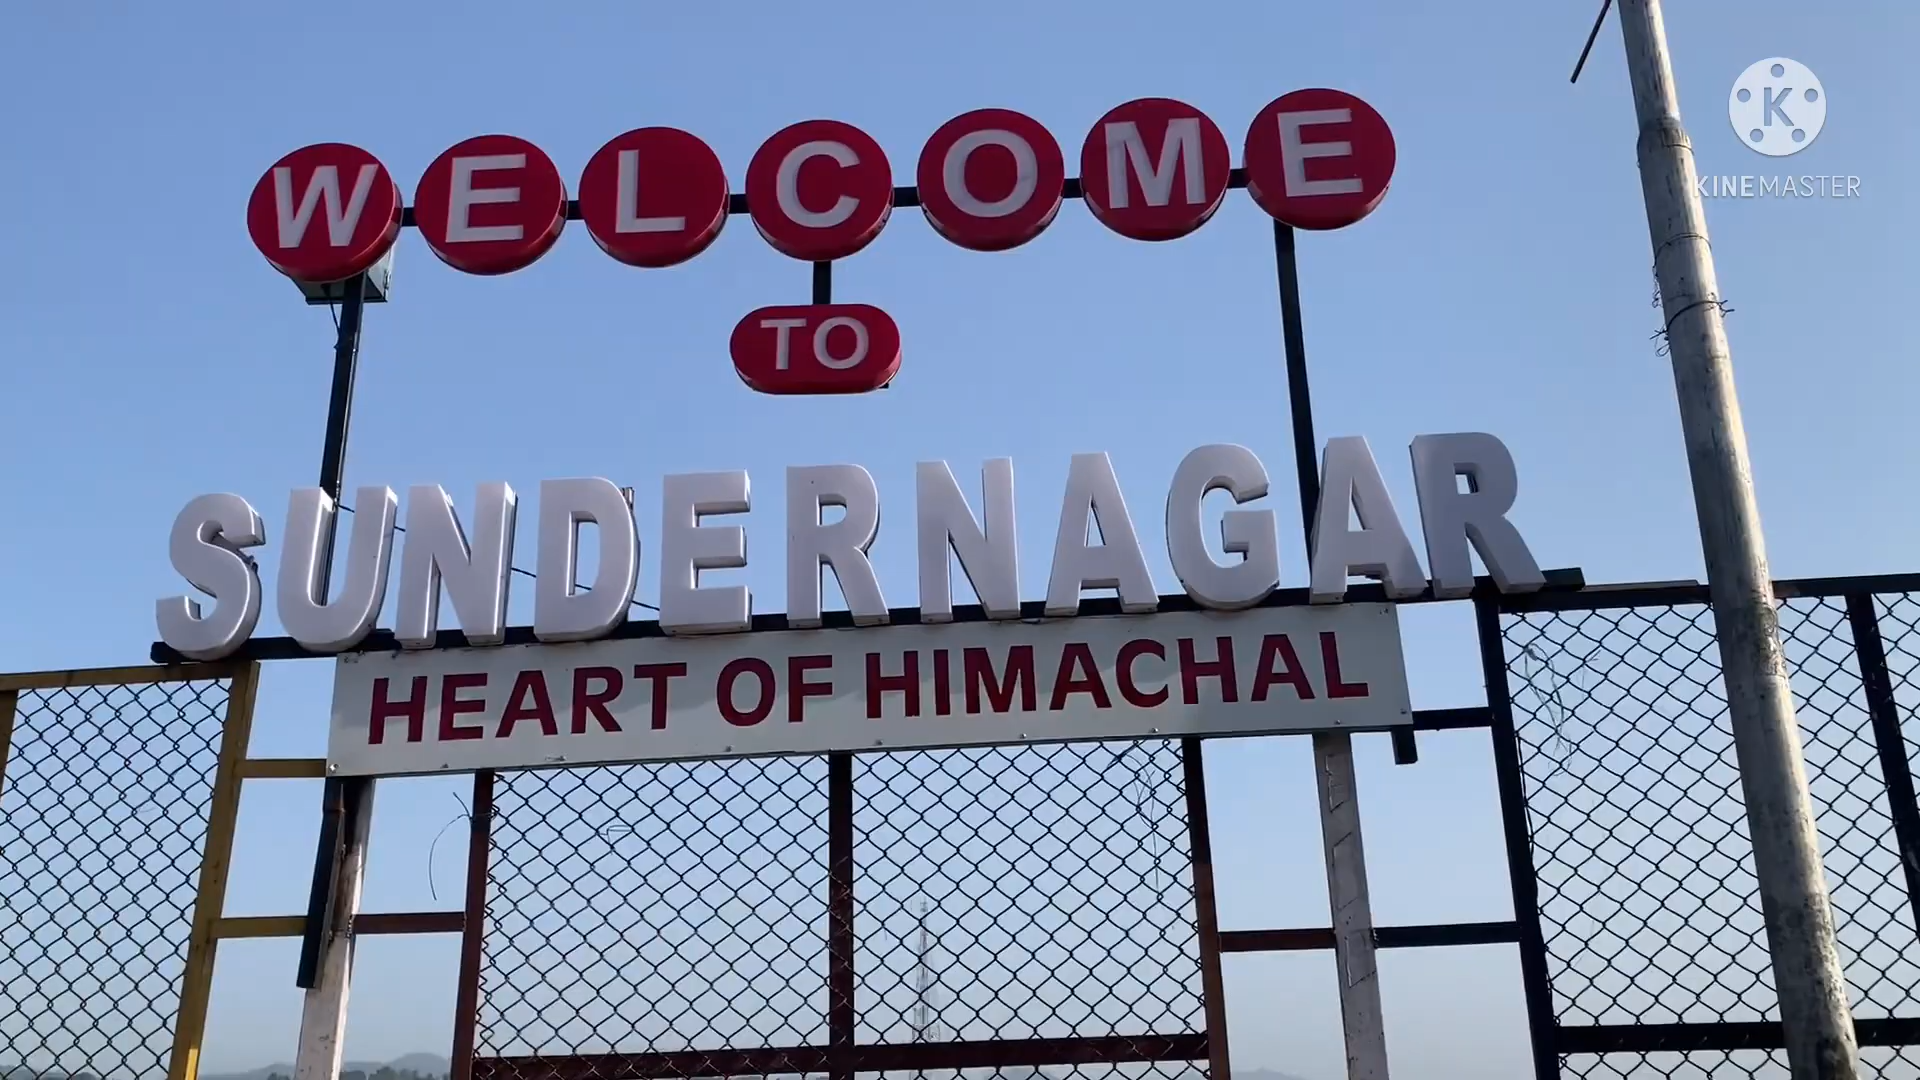 WELCOME
TO
SUNDERNAGAR
HEART OF HIMACHAL
K
KINEMASTER